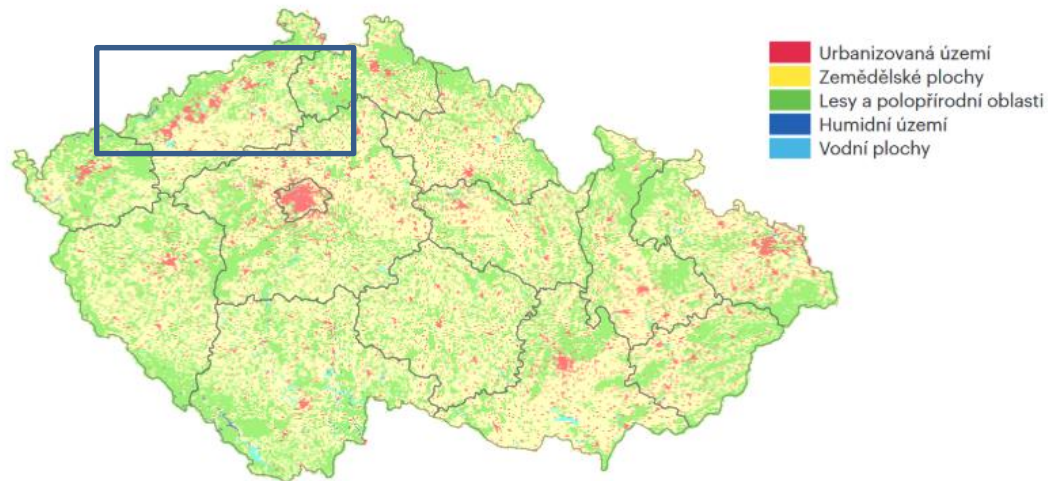 Urbanizovaná území
Zemědělské plochy
Lesy a polopřírodní oblasti
Humidní území
Vodní plochy